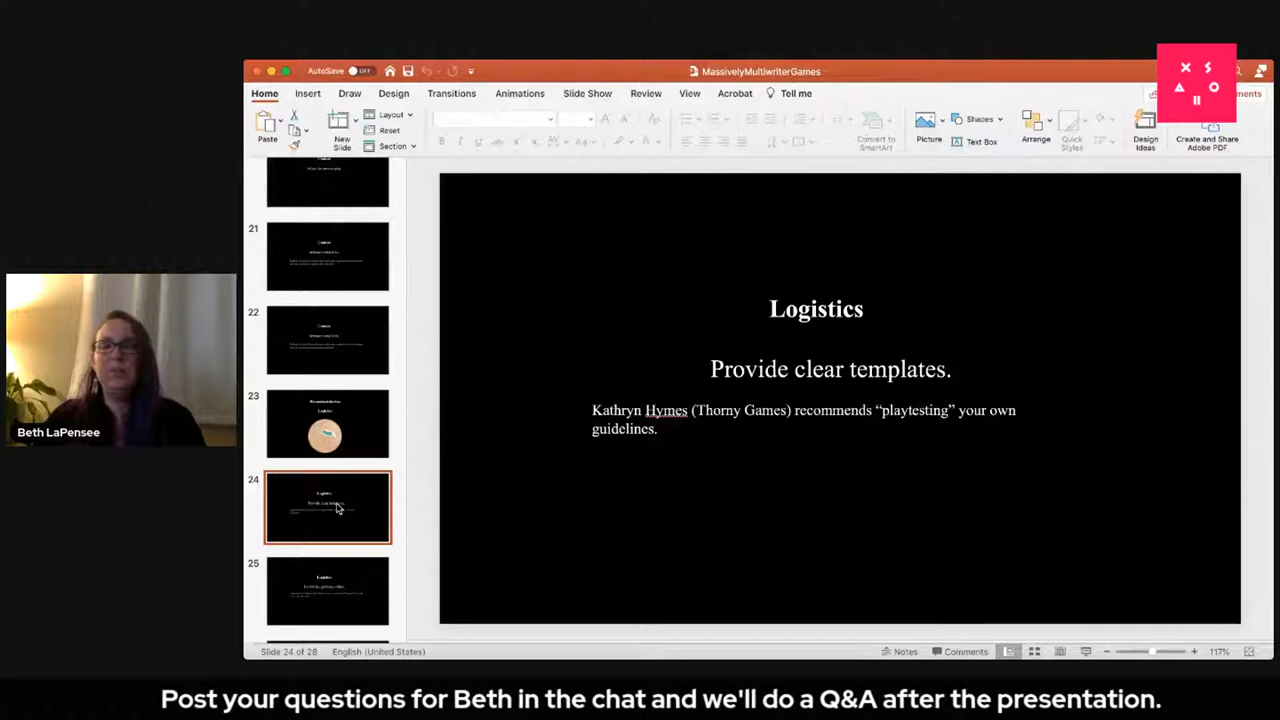 AutoSave
OFF
MassivelyMultiwriterGames
Home
Insert
Draw
Design
Transitions
Animations
Slide Show
Review
View
Acrobat
Tell me
Paste
New
Slide
Layout
Reset
Section
Convert to
SmartArt
Picture
Shapes
Text Box
Arrange
Quick
Styles
Design
Ideas
Create and Share
Adobe PDF
21
22
23
Logistics
24
Logistics
25
Logistics
Logistics
Provide clear templates.
Kathryn Hymes (Thorny Games) recommends “playtesting” your own
guidelines.
Beth LaPensee
Slide 24 of 28
English (United States)
Notes
Comments
117%
Post your questions for Beth in the chat and we'll do a Q&A after the presentation.